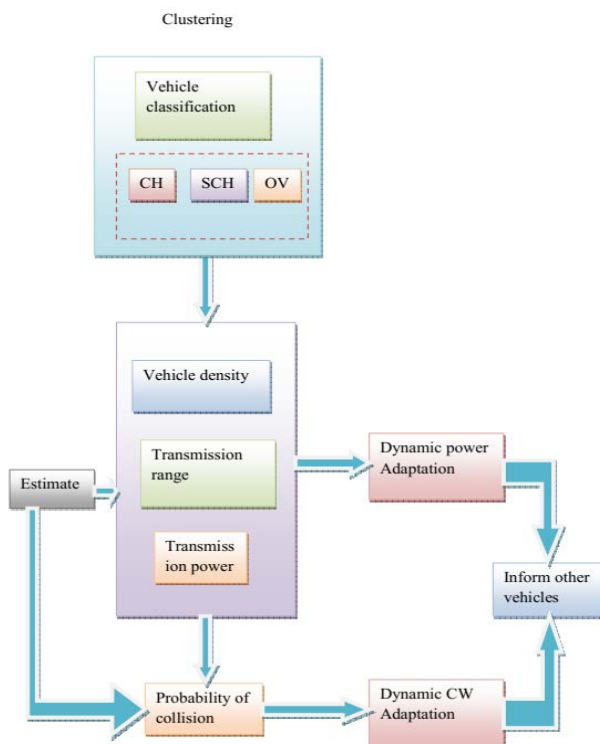 Clustering
Vehicle
classification
CH
SCH
OV
Vehicle density
Transmission
range
Transmiss
ion power
Estimate
Dynamic power
Adaptation
Inform other
vehicles
Probability of
collision
Dynamic CW
Adaptation